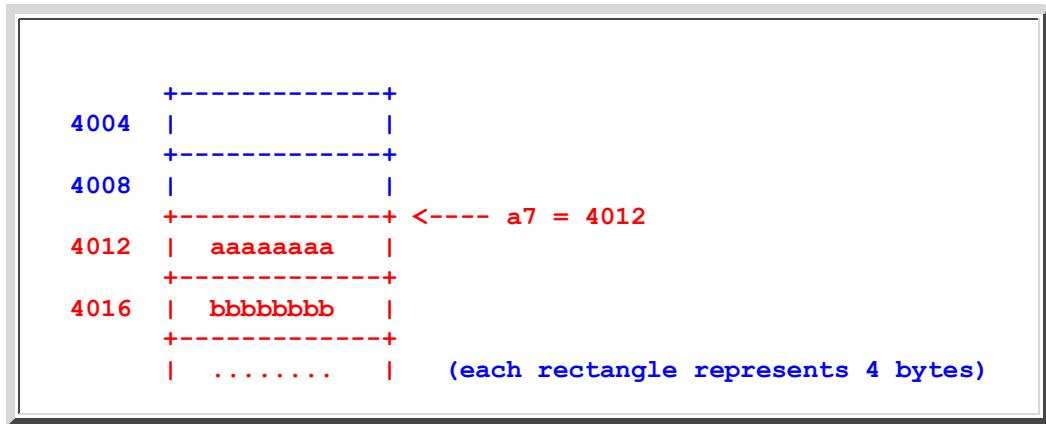 +-------------+
4004 | |
+-------------+
4008 | |
+-------------+ <---- a7 = 4012
4012 | aaaaaaaa |
+-------------+
4016 | bbbbbbbb |
+-------------+
| ........ | (each rectangle represents 4 bytes)